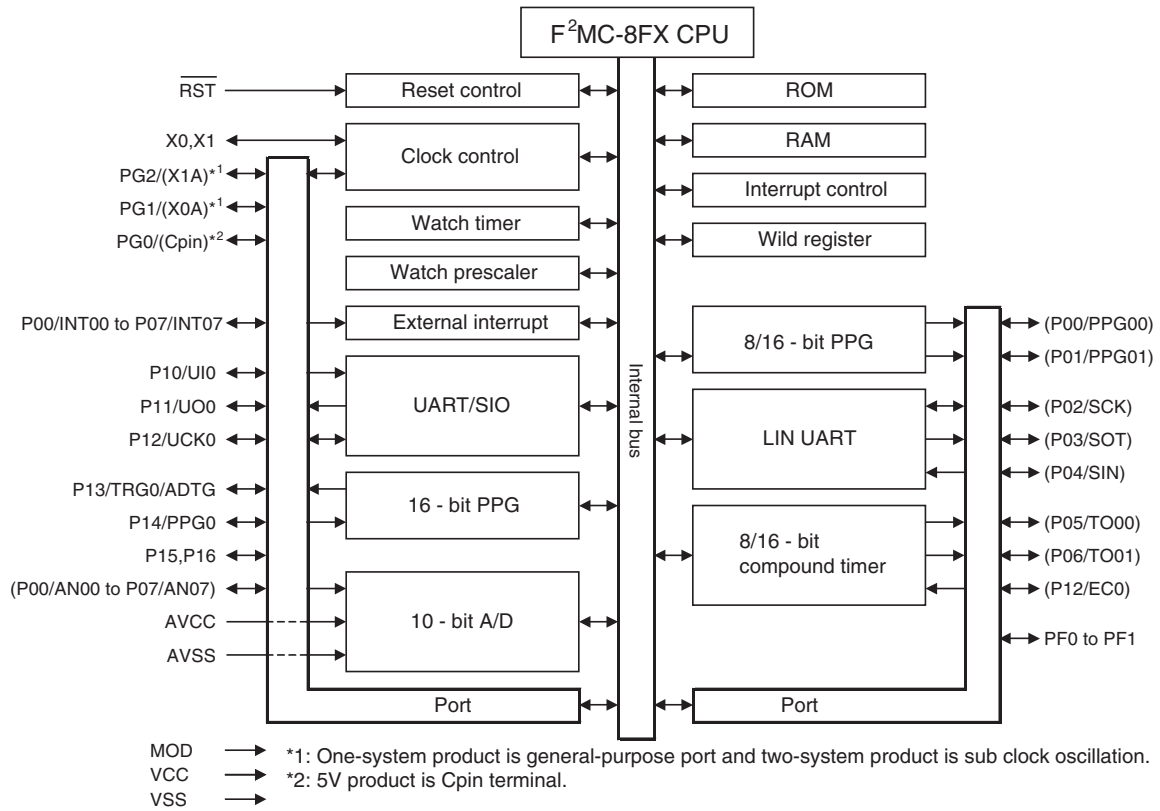 F²MC-8FX CPU
RST
Reset control
ROM
X0,X1
Clock control
RAM
PG2/(X1A)*1
PG1/(X0A)*1
Interrupt control
Watch timer
PG0/(Cpin)*2
Wild register
Watch prescaler
P00/INT00 to P07/INT07
External interrupt
8/16 - bit PPG
(P00/PPG00)
(P01/PPG01)
Internal bus
P10/UI0
P11/UO0
UART/SIO
P12/UCK0
LIN UART
(P02/SCK)
(P03/SOT)
(P04/SIN)
P13/TRG0/ADTG
16 - bit PPG
P14/PPG0
P15,P16
8/16 - bit
compound timer
(P05/TO00)
(P06/TO01)
(P12/EC0)
(P00/AN00 to P07/AN07)
AVCC
10 - bit A/D
AVSS
PF0 to PF1
Port
Port
MOD
*1: One-system product is general-purpose port and two-system product is sub clock oscillation.
VCC
*2: 5V product is Cpin terminal.
VSS